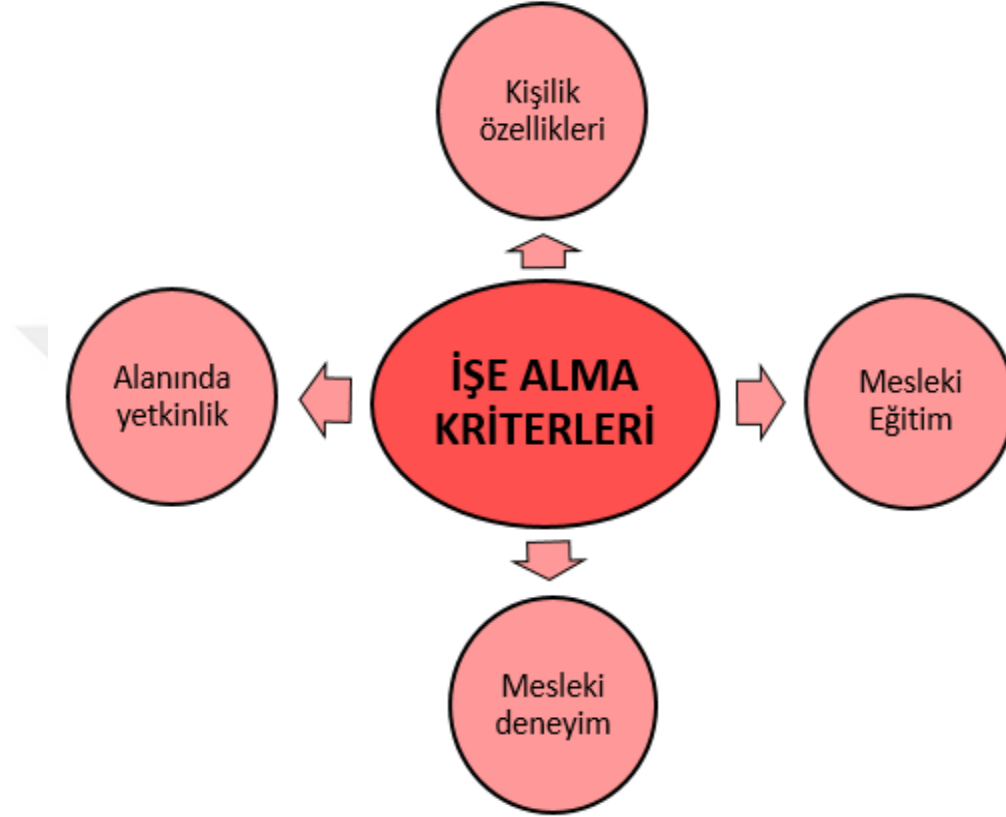 Kişilik
özellikleri
Alanında
yetkinlik
İŞE ALMA
KRİTERLERİ
Mesleki
Eğitim
Mesleki
deneyim